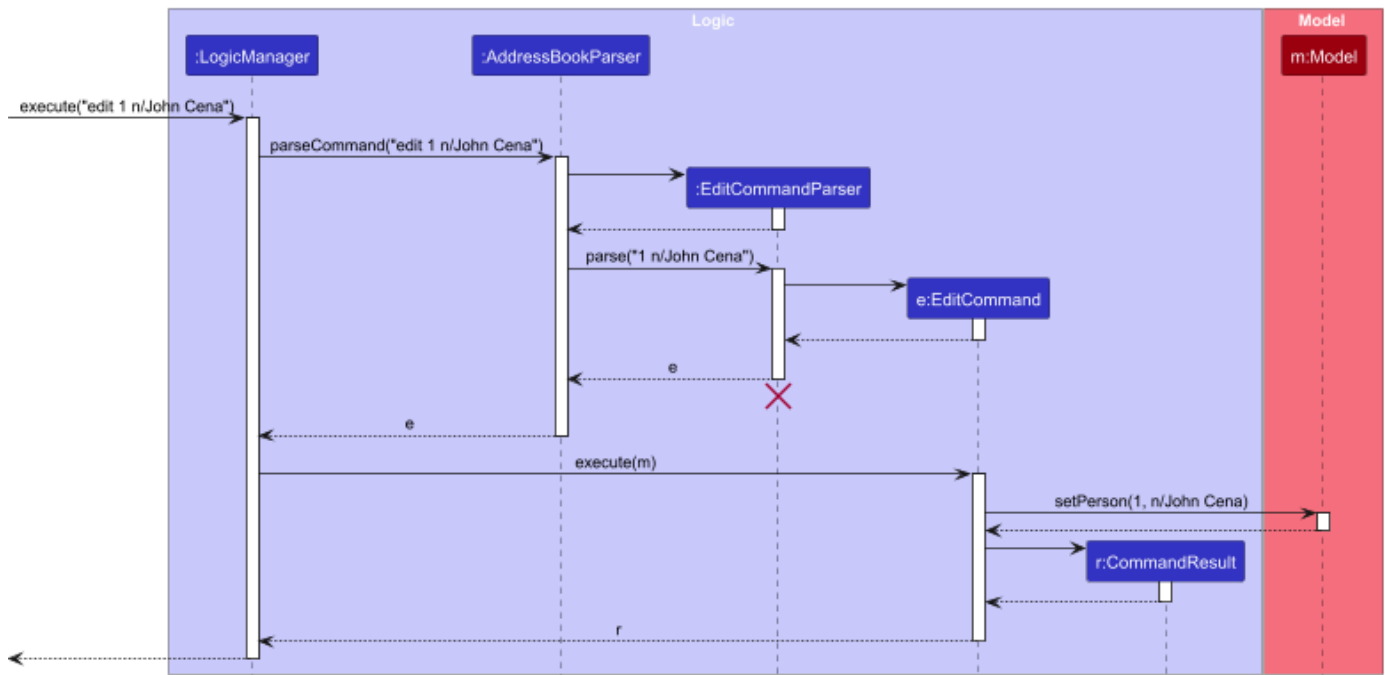 Logic
Model
:LogicManager
:AddressBookParser
m:Model
execute("edit 1 n/John Cena")
parseCommand("edit 1 n/John Cena")
:EditCommandParser
parse("1 n/John Cena")
e:EditCommand
e
e
execute(m)
setPerson(1, n/John Cena)
r:CommandResult
r